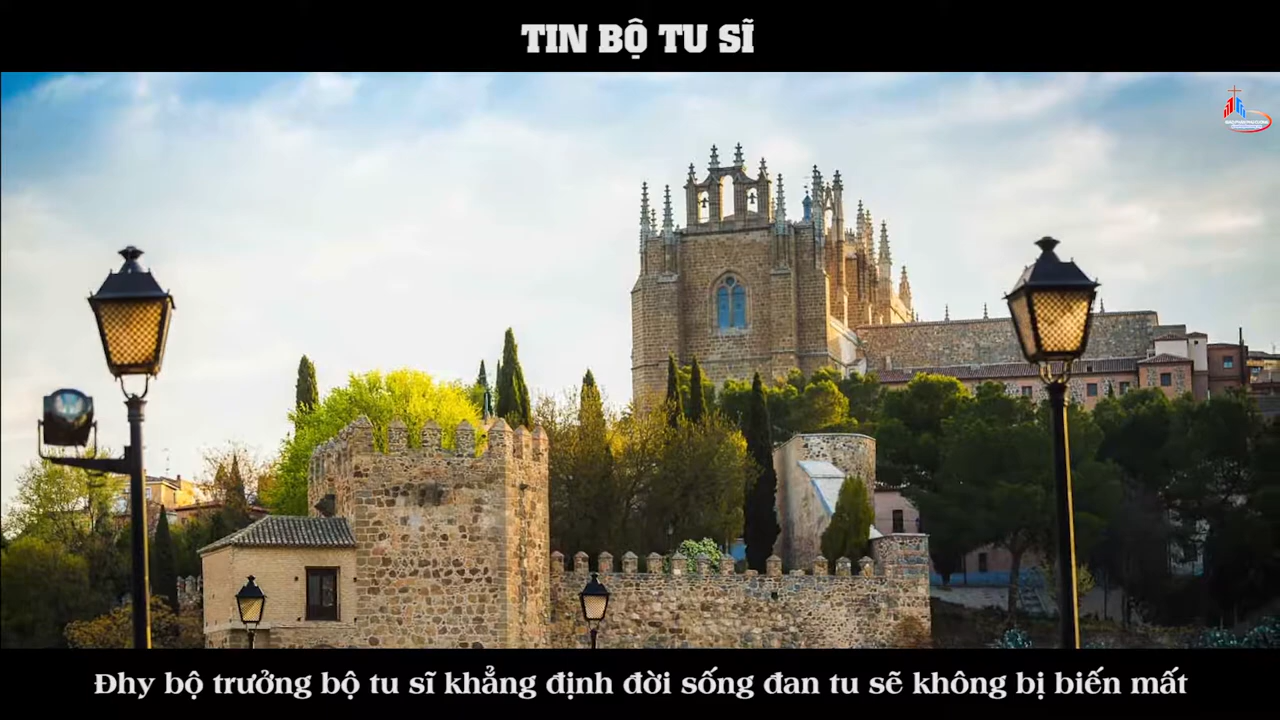 TIN BỘ TU SĨ
Đhy bộ trưởng bộ tu sĩ khẳng định đời sống đan tu sẽ không bị biến mất